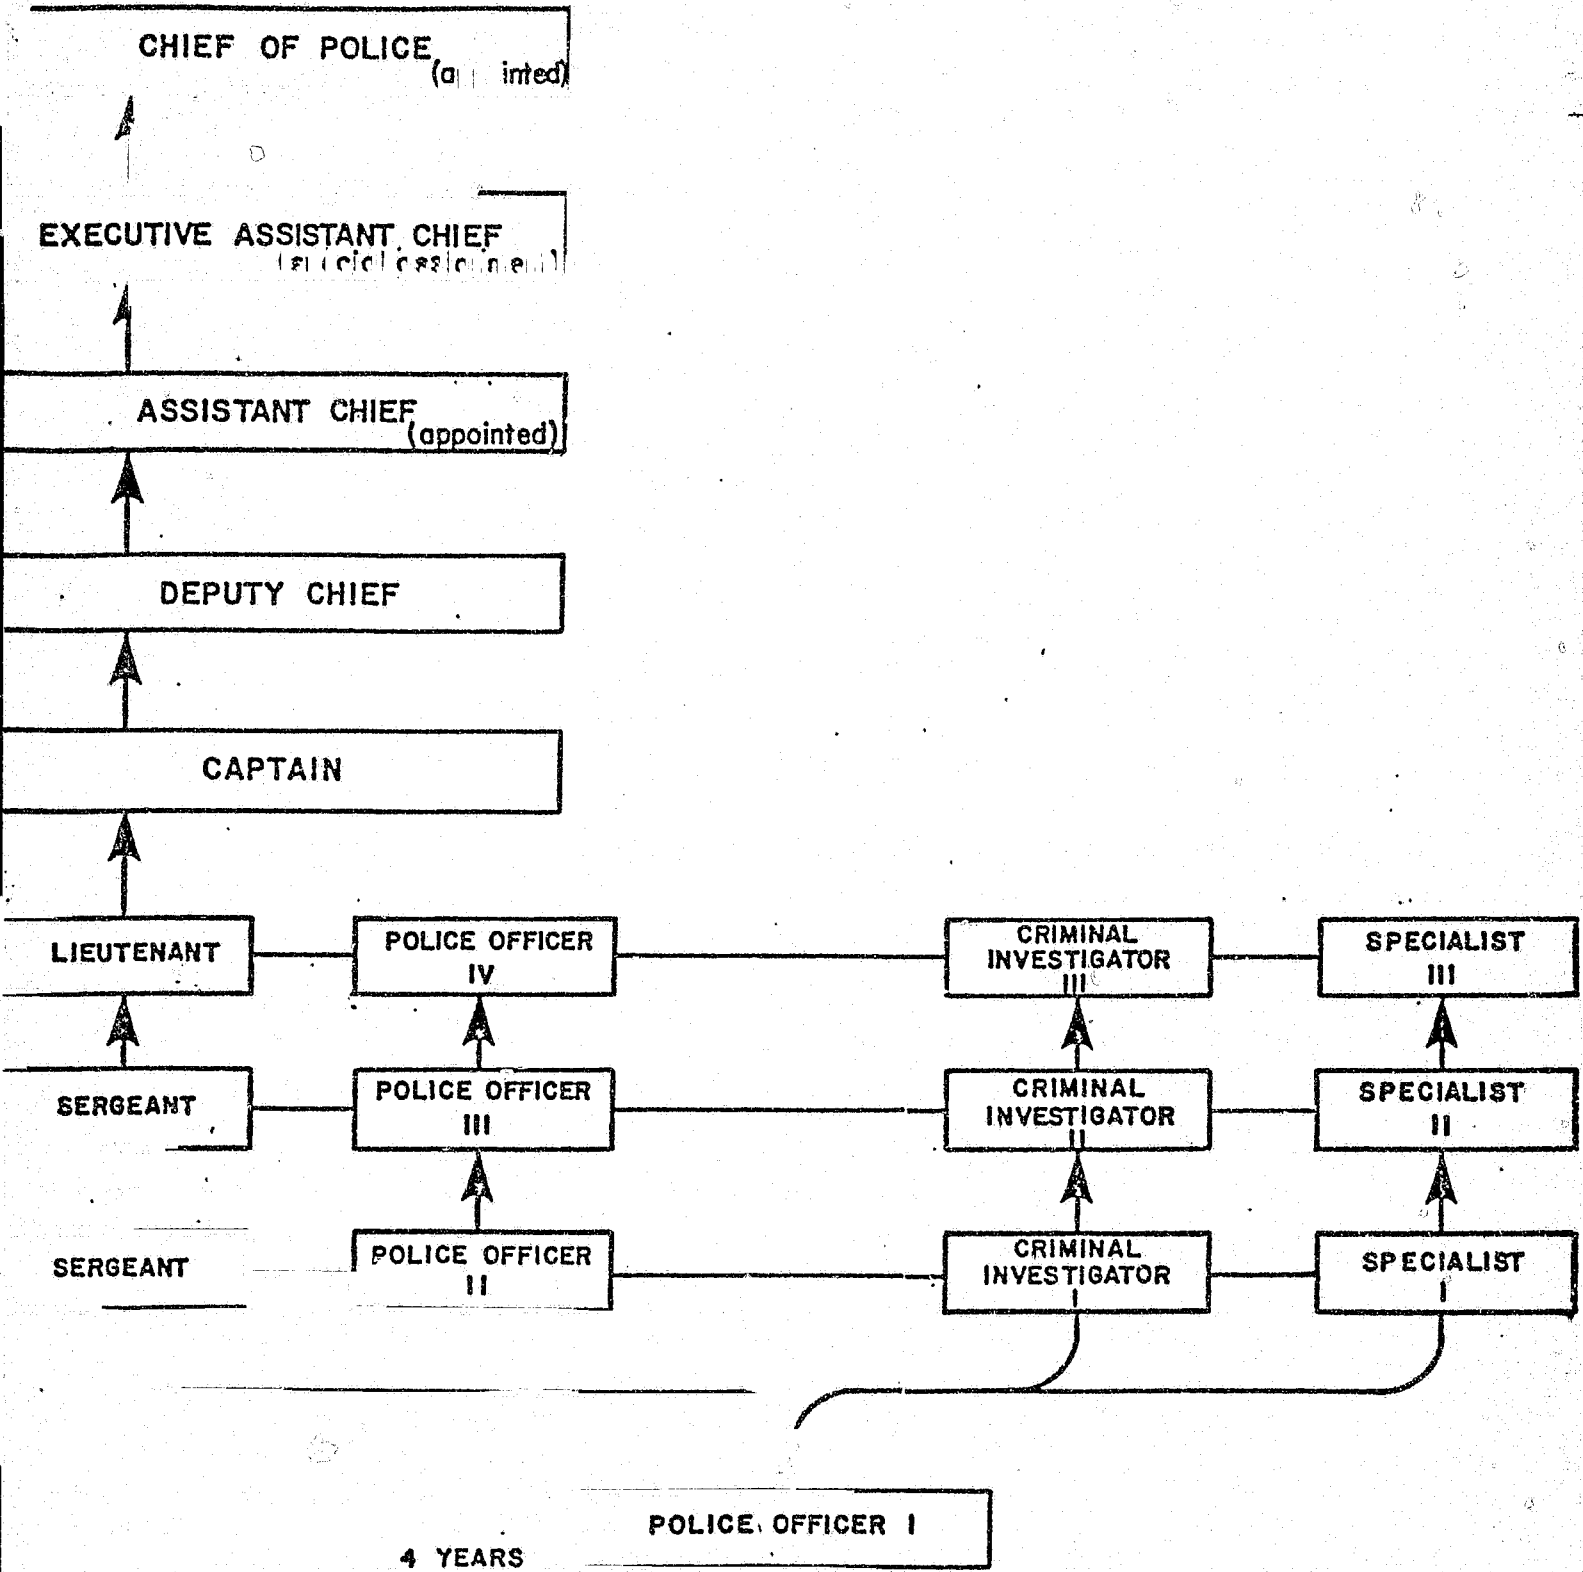 CHIEF OF POLICE
EXECUTIVE ASSISTANT CHIEF
ASSISTANT CHIEF
(appointed)
DEPUTY CHIEF
CAPTAIN
LIEUTENANT
POLICE OFFICER
IV
CRIMINAL
INVESTIGATOR
III
SPECIALIST
III
SERGEANT
POLICE OFFICER
III
CRIMINAL
INVESTIGATOR
II
SPECIALIST
II
SERGEANT
POLICE OFFICER
II
CRIMINAL
INVESTIGATOR
I
SPECIALIST
I
POLICE OFFICER I
4 YEARS